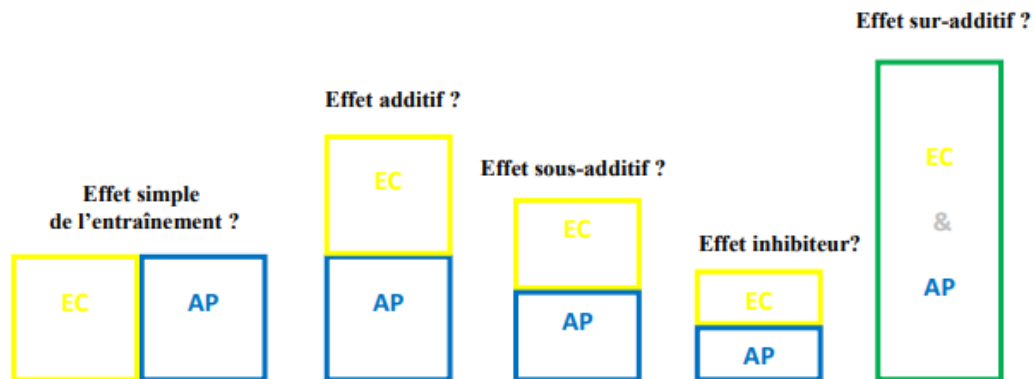 Effet sur-additif ?
Effet additif ?
Effet sous-additif ?
Effet simple
de l'entraînement ?
Effet inhibiteur?
EC
AP
EC
AP
EC
AP
EC
AP
EC
&
AP